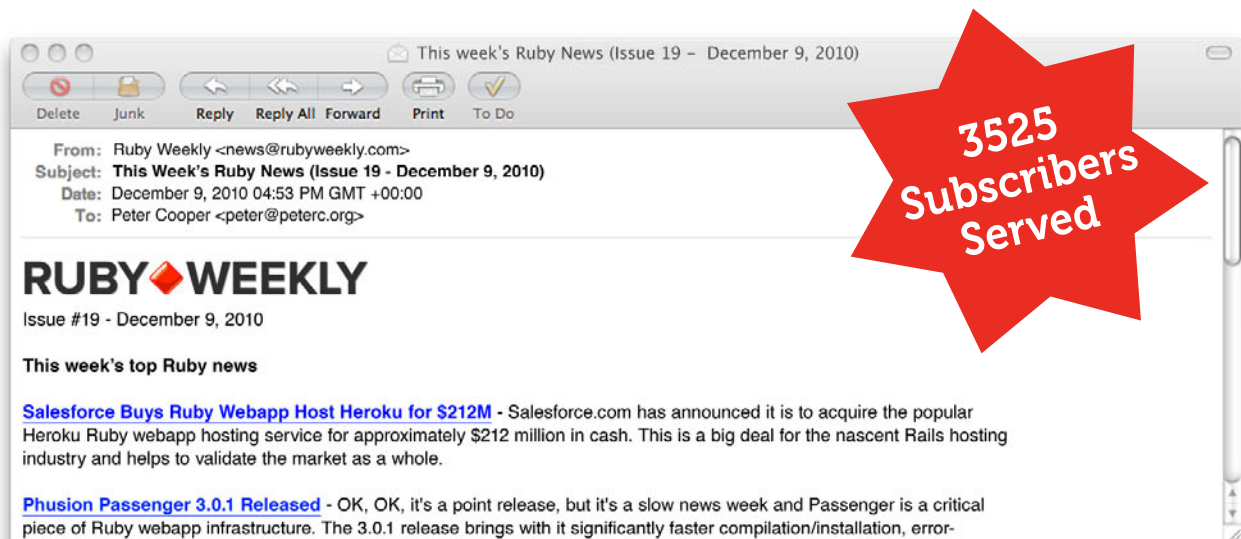 This week's Ruby News (Issue 19 – December 9, 2010)
Delete Junk Reply Reply All Forward Print To Do
From: Ruby Weekly <news@rubyweekly.com>
Subject: This Week's Ruby News (Issue 19 - December 9, 2010)
Date: December 9, 2010 04:53 PM GMT +00:00
To: Peter Cooper <peter@peterc.org>
3525
Subscribers
Served
RUBY WEEKLY
Issue #19 - December 9, 2010
This week's top Ruby news
Salesforce Buys Ruby Webapp Host Heroku for $212M - Salesforce.com has announced it is to acquire the popular
Heroku Ruby webapp hosting service for approximately $212 million in cash. This is a big deal for the nascent Rails hosting
industry and helps to validate the market as a whole.
Phusion Passenger 3.0.1 Released - OK, OK, it's a point release, but it's a slow news week and Passenger is a critical
piece of Ruby webapp infrastructure. The 3.0.1 release brings with it significantly faster compilation/installation, error-